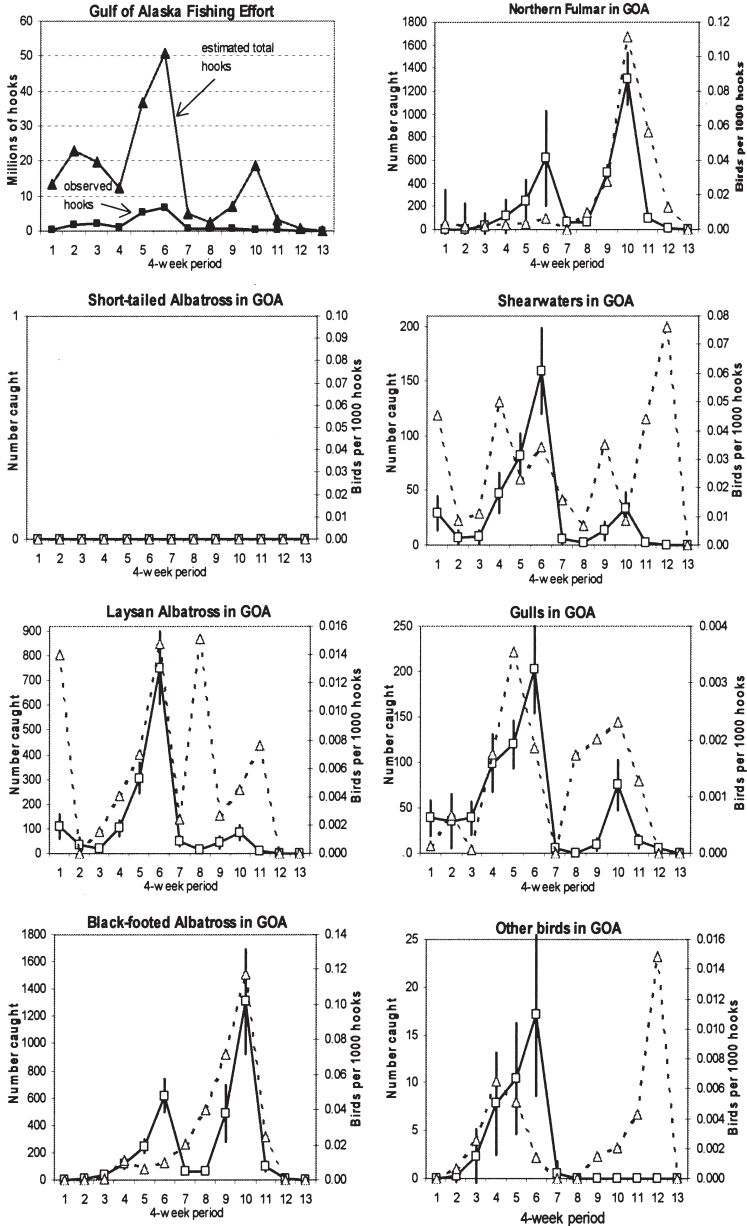 Gulf of Alaska Fishing Effort
60
50
40
30
20
10
0
Millions of hooks
estimated total
hooks
observed
hooks
1 2 3 4 5 6 7 8 9 10 11 12 13
4-week period
Northern Fulmar in GOA
1800
1600
1400
1200
1000
800
600
400
200
0
Number caught
0.12
0.10
0.08
0.06
0.04
0.02
0.00
Birds per 1000 hooks
1 2 3 4 5 6 7 8 9 10 11 12 13
4-week period
Short-tailed Albatross in GOA
1
0
Number caught
0.10
0.09
0.08
0.07
0.06
0.05
0.04
0.03
0.02
0.01
0.00
Birds per 1000 hooks
1 2 3 4 5 6 7 8 9 10 11 12 13
4-week period
Shearwaters in GOA
200
150
100
50
0
Number caught
0.08
0.07
0.06
0.05
0.04
0.03
0.02
0.01
0.00
Birds per 1000 hooks
1 2 3 4 5 6 7 8 9 10 11 12 13
4-week period
Laysan Albatross in GOA
900
800
700
600
500
400
300
200
100
0
Number caught
0.016
0.014
0.012
0.010
0.008
0.006
0.004
0.002
0.000
Birds per 1000 hooks
1 2 3 4 5 6 7 8 9 10 11 12 13
4-week period
Gulls in GOA
250
200
150
100
50
0
Number caught
0.004
0.003
0.002
0.001
0.000
Birds per 1000 hooks
1 2 3 4 5 6 7 8 9 10 11 12 13
4-week period
Black-footed Albatross in GOA
1800
1600
1400
1200
1000
800
600
400
200
0
Number caught
0.14
0.12
0.10
0.08
0.06
0.04
0.02
0.00
Birds per 1000 hooks
1 2 3 4 5 6 7 8 9 10 11 12 13
4-week period
Other birds in GOA
25
20
15
10
5
0
Number caught
0.016
0.014
0.012
0.010
0.008
0.006
0.004
0.002
0.000
Birds per 1000 hooks
1 2 3 4 5 6 7 8 9 10 11 12 13
4-week period